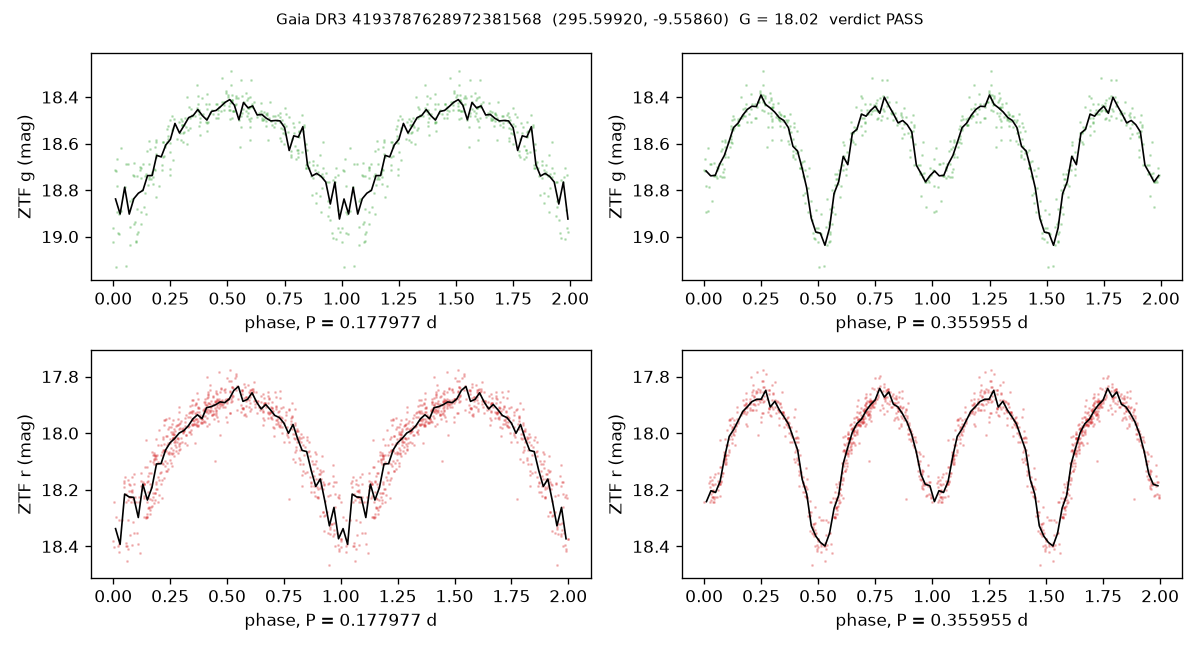 Gaia DR3 4193787628972381568  (295.59920, -9.55860)  G = 18.02  verdict PASS
ZTF g (mag)
18.4
18.6
18.8
19.0
0.00 0.25 0.50 0.75 1.00 1.25 1.50 1.75 2.00
phase, P = 0.177977 d
ZTF g (mag)
18.4
18.6
18.8
19.0
0.00 0.25 0.50 0.75 1.00 1.25 1.50 1.75 2.00
phase, P = 0.355955 d
ZTF r (mag)
17.8
18.0
18.2
18.4
0.00 0.25 0.50 0.75 1.00 1.25 1.50 1.75 2.00
phase, P = 0.177977 d
ZTF r (mag)
17.8
18.0
18.2
18.4
0.00 0.25 0.50 0.75 1.00 1.25 1.50 1.75 2.00
phase, P = 0.355955 d